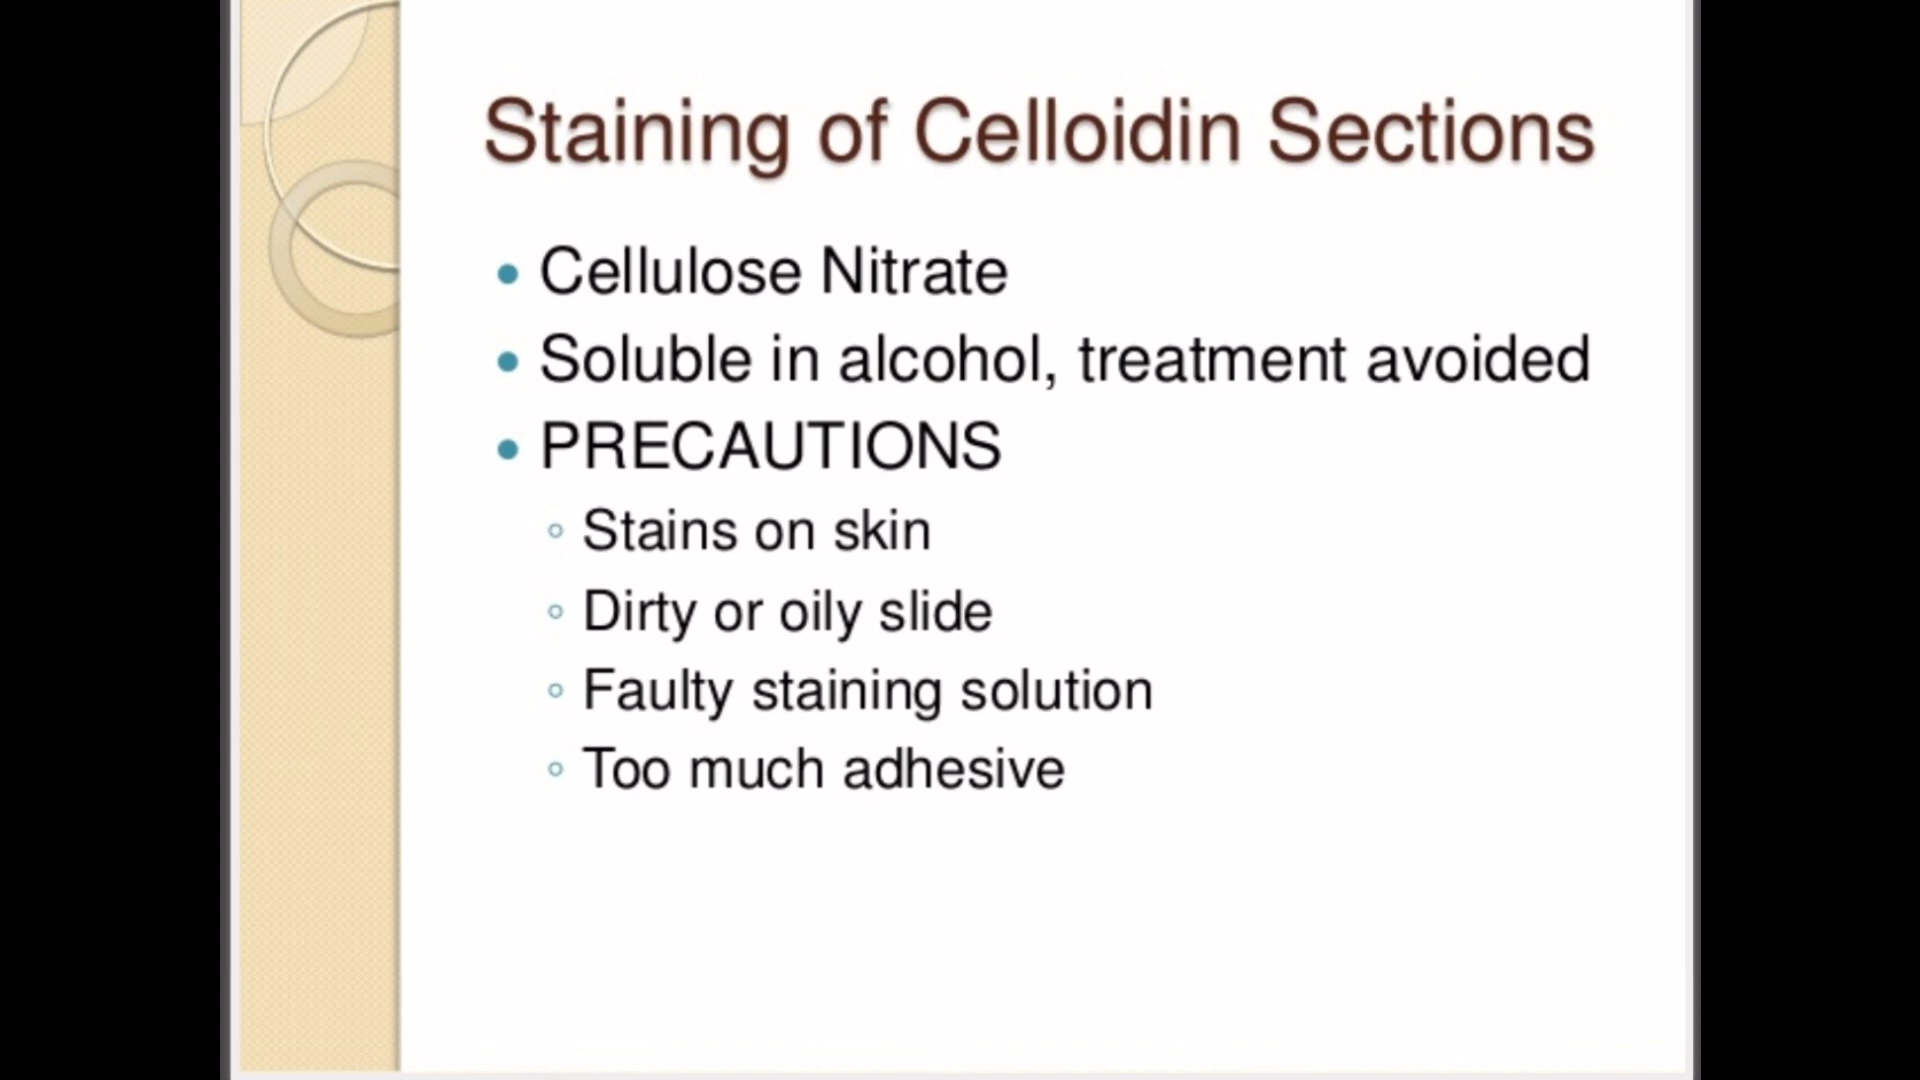 Staining of Celloidin Sections
• Cellulose Nitrate
• Soluble in alcohol, treatment avoided
• PRECAUTIONS
◦ Stains on skin
◦ Dirty or oily slide
◦ Faulty staining solution
◦ Too much adhesive